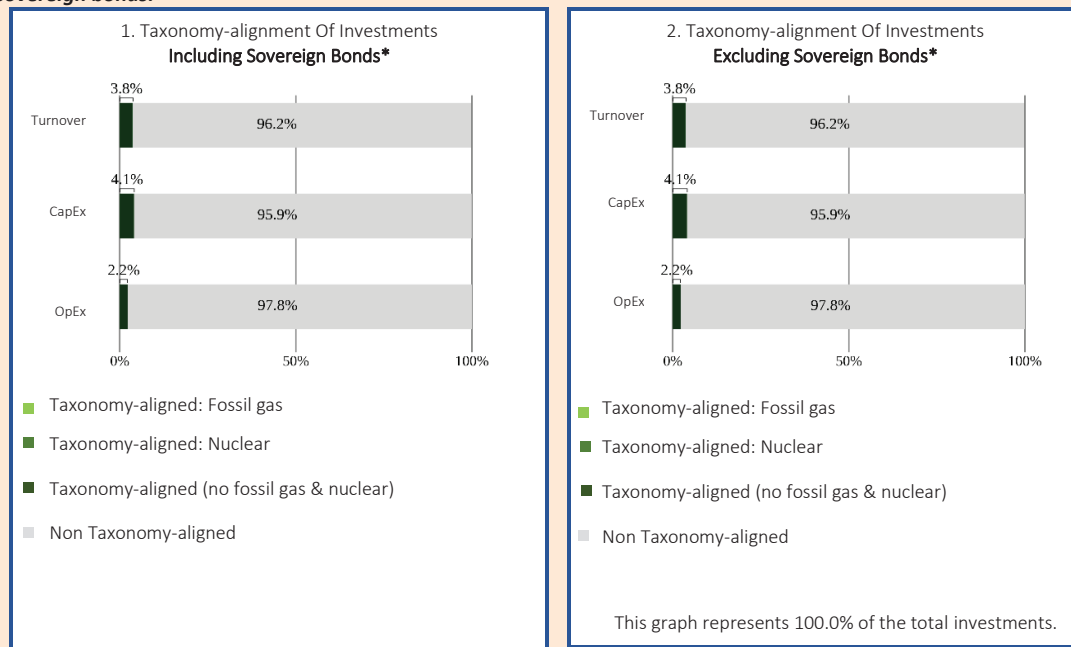 sovereign bonds.
1. Taxonomy-alignment Of Investments
Including Sovereign Bonds*
3.8%
Turnover
96.2%
4.1%
CapEx
95.9%
2.2%
OpEx
97.8%
0%
50%
100%
Taxonomy-aligned: Fossil gas
Taxonomy-aligned: Nuclear
Taxonomy-aligned (no fossil gas & nuclear)
Non Taxonomy-aligned
2. Taxonomy-alignment Of Investments
Excluding Sovereign Bonds*
3.8%
Turnover
96.2%
4.1%
CapEx
95.9%
2.2%
OpEx
97.8%
0%
50%
100%
Taxonomy-aligned: Fossil gas
Taxonomy-aligned: Nuclear
Taxonomy-aligned (no fossil gas & nuclear)
Non Taxonomy-aligned
This graph represents 100.0% of the total investments.